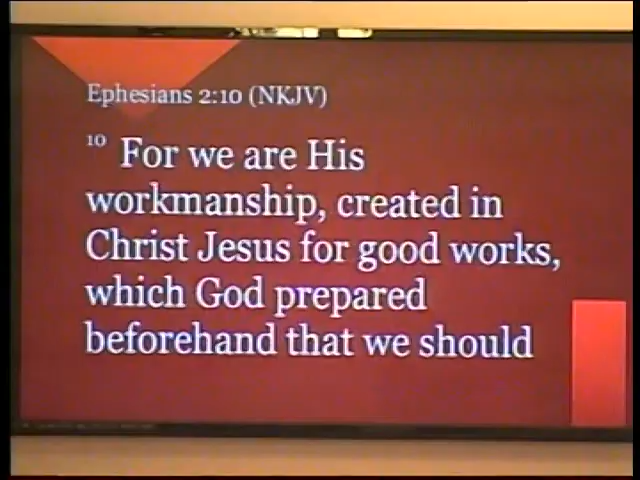 Ephesians 2:10 (NKJV)
10 For we are His
workmanship, created in
Christ Jesus for good works,
which God prepared
beforehand that we should